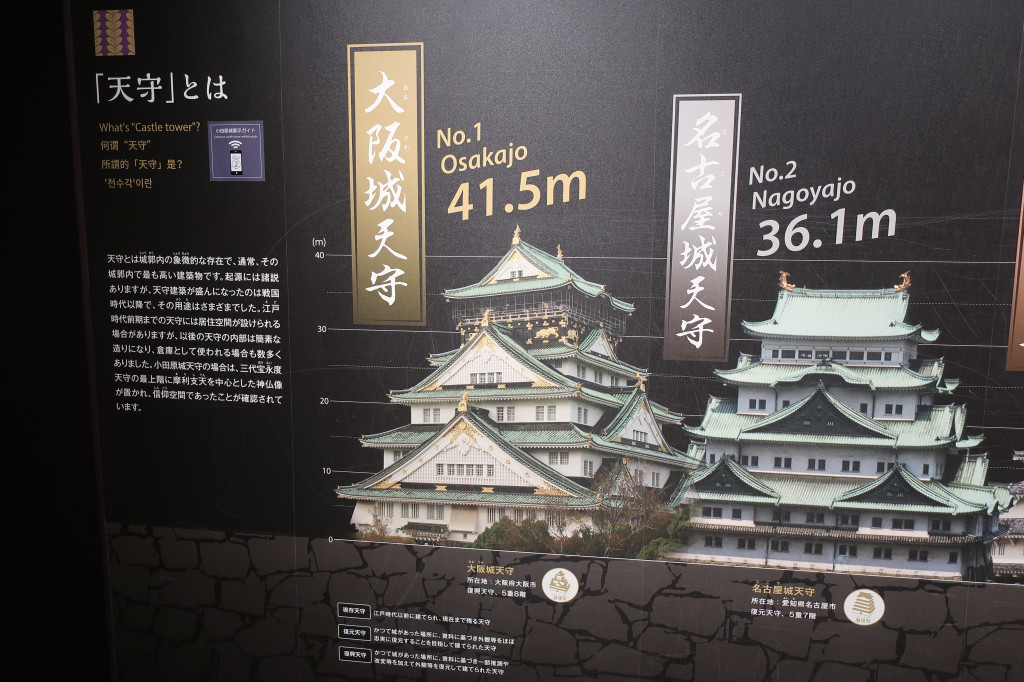 「天守」とは
What's "Castle tower"?
何谓“天守”
所謂的「天守」是？
'천수각'이란
小田原城展示ガイド
天守とは城郭内の象徴的な存在で、通常、その
城郭内で最も高い建築物です。起源には諸説
ありますが、天守建築が盛んになったのは戦国
時代以降で、その用途はさまざまでした。江戸
時代前期までの天守には居住空間が設けられる
場合がありますが、以後の天守の内部は簡素な
造りになり、倉庫として使われる場合も数多く
ありました。小田原城天守の場合は、三代宝永度
天守の最上階に摩利支天を中心とした神仏像
が置かれ、信仰空間であったことが確認されて
います。
大阪城天守
No.1
Osakajo
41.5m
名古屋城天守
No.2
Nagoyajo
36.1m
(m)
40
30
20
10
0
大阪城天守
所在地：大阪府大阪市
復興天守、5重8階
名古屋城天守
所在地：愛知県名古屋市
復元天守、5重7階
現存天守 江戸時代以前に建てられ、現在まで残る天守
復元天守 かつて城があった場所に、資料に基づき外観等をほぼ
忠実に復元することを目指して建てられた天守
復興天守 かつて城があった場所に、資料に基づき一部推測や
改変等を加えて外観等を復元して建てられた天守